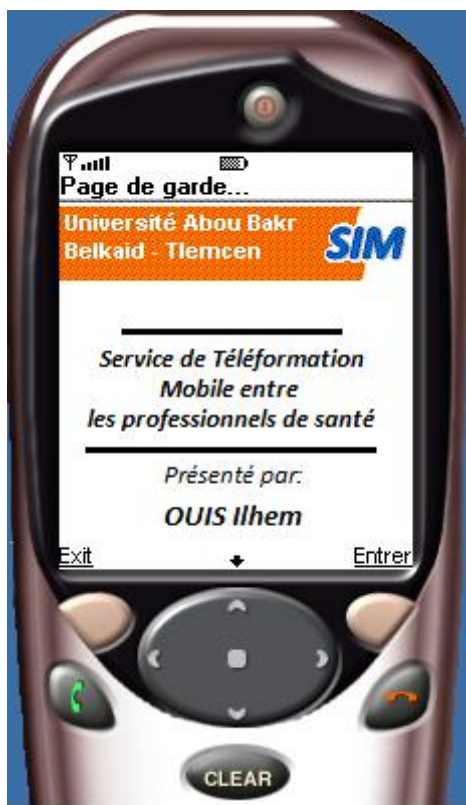 Page de garde...
Université Abou Bakr
Belkaid - Tlemcen
SIM
Service de Téléformation
Mobile entre
les professionnels de santé
Présenté par:
OUIS Ilhem
Exit
Entrer
CLEAR